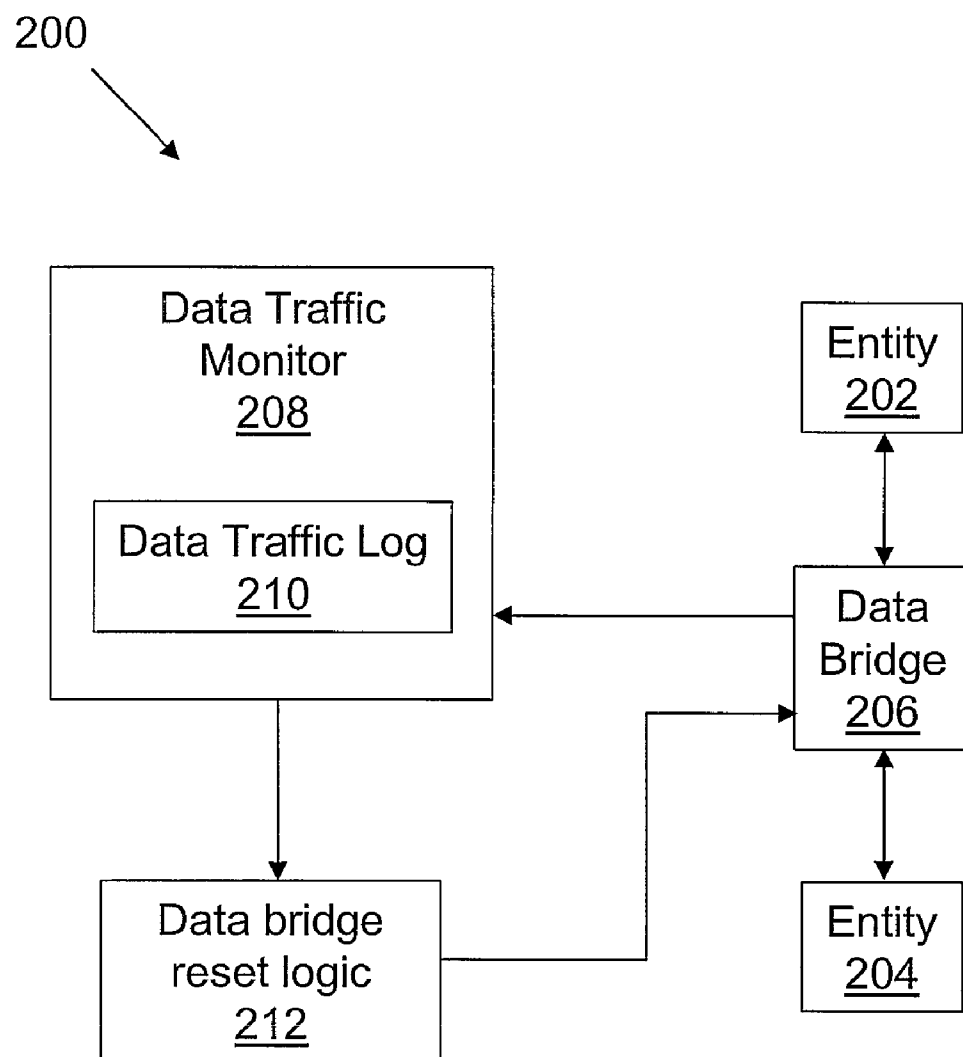 200
Data Traffic
Monitor
208
Data Traffic Log
210
Entity
202
Data
Bridge
206
Data bridge
reset logic
212
Entity
204